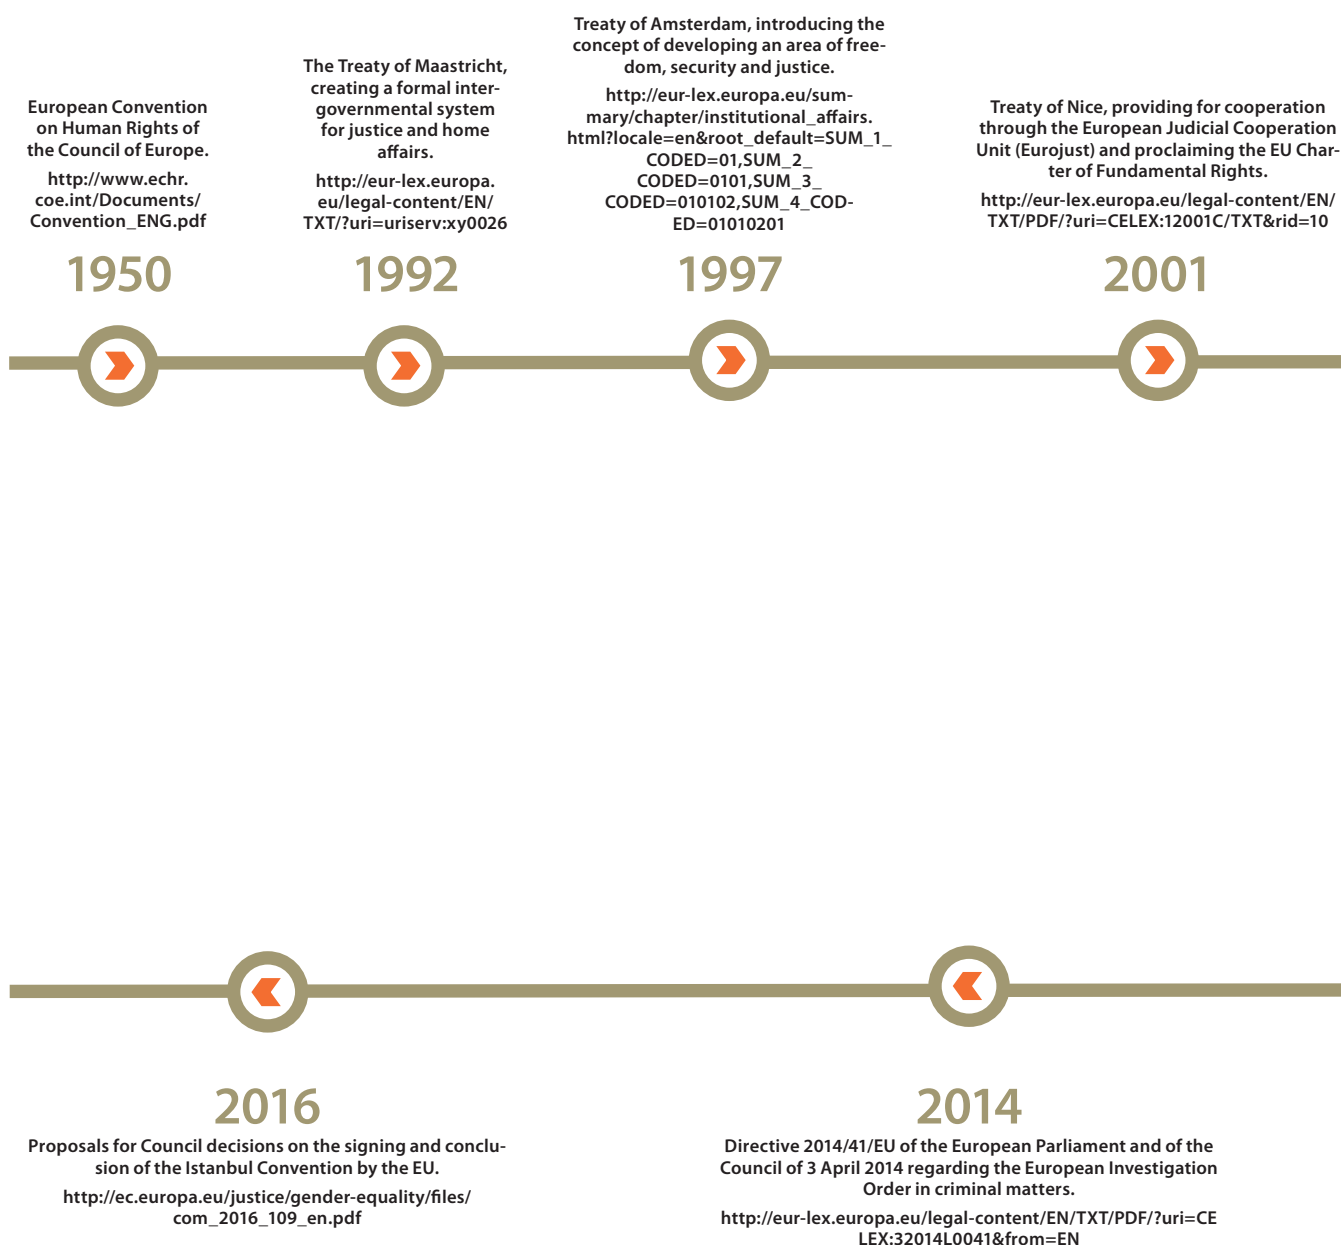 European Convention
on Human Rights of
the Council of Europe.
http://www.echr.
coe.int/Documents/
Convention_ENG.pdf
1950
The Treaty of Maastricht,
creating a formal inter-
governmental system
for justice and home
affairs.
http://eur-lex.europa.
eu/legal-content/EN/
TXT/?uri=uriserv:xy0026
1992
Treaty of Amsterdam, introducing the
concept of developing an area of free-
dom, security and justice.
http://eur-lex.europa.eu/sum-
mary/chapter/institutional_affairs.
html?locale=en&root_default=SUM_1_
CODED=01,SUM_2_
CODED=0101,SUM_3_
CODED=010102,SUM_4_COD-
ED=01010201
1997
Treaty of Nice, providing for cooperation
through the European Judicial Cooperation
Unit (Eurojust) and proclaiming the EU Char-
ter of Fundamental Rights.
http://eur-lex.europa.eu/legal-content/EN/
TXT/PDF/?uri=CELEX:12001C/TXT&rid=10
2001
2016
Proposals for Council decisions on the signing and conclu-
sion of the Istanbul Convention by the EU.
http://ec.europa.eu/justice/gender-equality/files/
com_2016_109_en.pdf
2014
Directive 2014/41/EU of the European Parliament and of the
Council of 3 April 2014 regarding the European Investigation
Order in criminal matters.
http://eur-lex.europa.eu/legal-content/EN/TXT/PDF/?uri=CE
LEX:32014L0041&from=EN